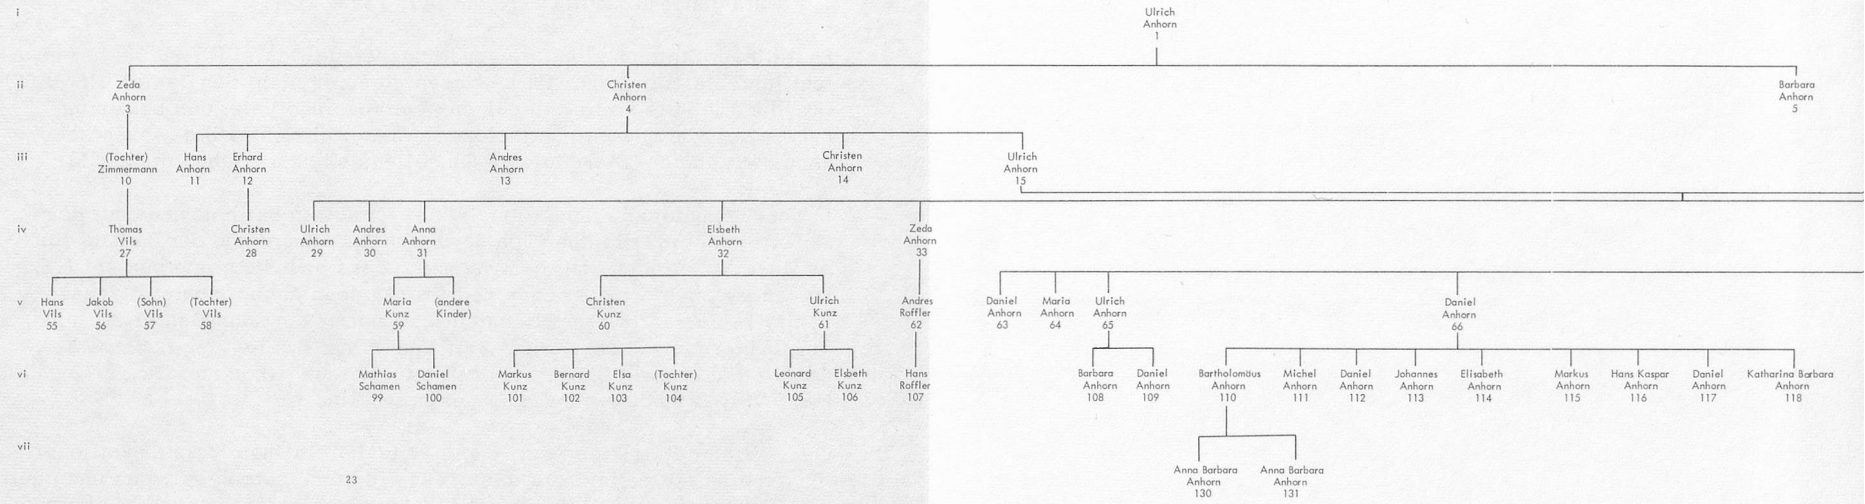 i
Ulrich
Anhorn
1
ii
Zeda
Anhorn
3
Christen
Anhorn
4
Barbara
Anhorn
5
iii
(Tochter)
Zimmermann
10
Hans
Anhorn
11
Erhard
Anhorn
12
Andres
Anhorn
13
Christen
Anhorn
14
Ulrich
Anhorn
15
iv
Thomas
Vils
27
Christen
Anhorn
28
Ulrich
Anhorn
29
Andres
Anhorn
30
Anna
Anhorn
31
Elsbeth
Anhorn
32
Zeda
Anhorn
33
v
Hans
Vils
55
Jakob
Vils
56
(Sohn)
Vils
57
(Tochter)
Vils
58
Maria
Kunz
59
(andere
Kinder)
Christen
Kunz
60
Ulrich
Kunz
61
Andres
Roffler
62
Daniel
Anhorn
63
Maria
Anhorn
64
Ulrich
Anhorn
65
Daniel
Anhorn
66
vi
Mathias
Schamen
99
Daniel
Schamen
100
Markus
Kunz
101
Bernard
Kunz
102
Elsa
Kunz
103
(Tochter)
Kunz
104
Leonard
Kunz
105
Elsbeth
Kunz
106
Hans
Roffler
107
Barbara
Anhorn
108
Daniel
Anhorn
109
Bartholomäus
Anhorn
110
Michel
Anhorn
111
Daniel
Anhorn
112
Johannes
Anhorn
113
Elisabeth
Anhorn
114
Markus
Anhorn
115
Hans Kaspar
Anhorn
116
Daniel
Anhorn
117
Katharina Barbara
Anhorn
118
vii
Anna Barbara
Anhorn
130
Anna Barbara
Anhorn
131
23